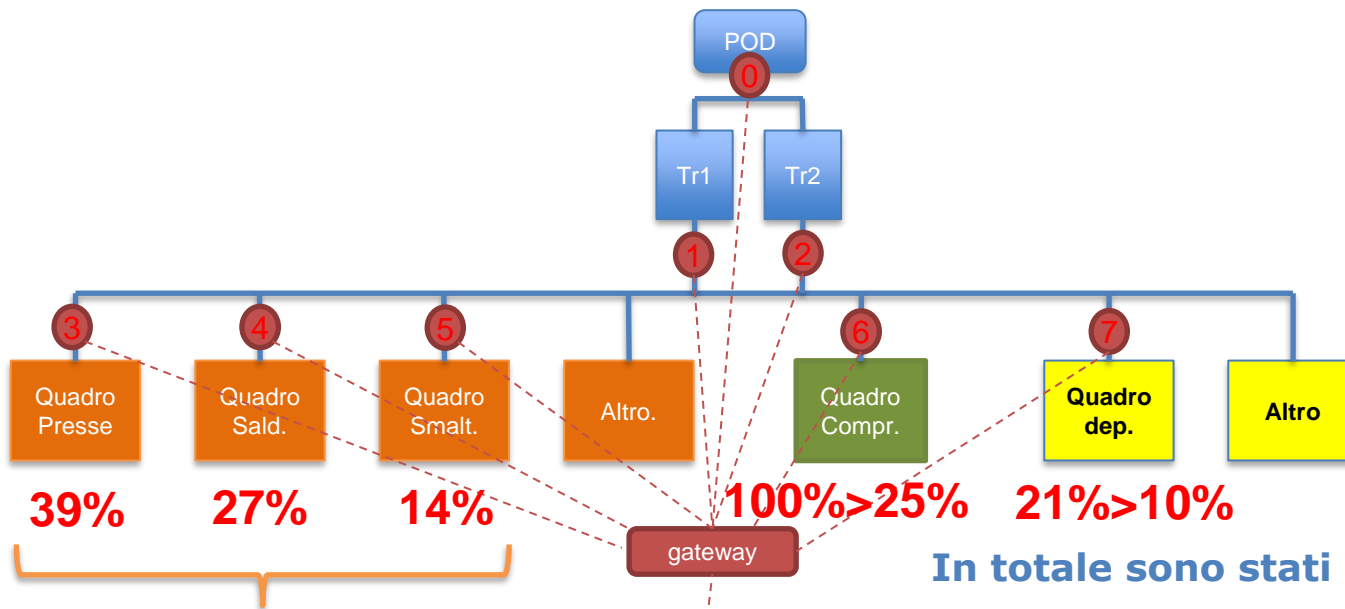 POD
0
Tr1
Tr2
1
2
3
4
5
6
7
Quadro
Presse
Quadro
Sald.
Quadro
Smalt.
Altro.
Quadro
Compr.
Quadro
dep.
Altro
39%
27%
14%
100%>25%
21%>10%
gateway
In totale sono stati